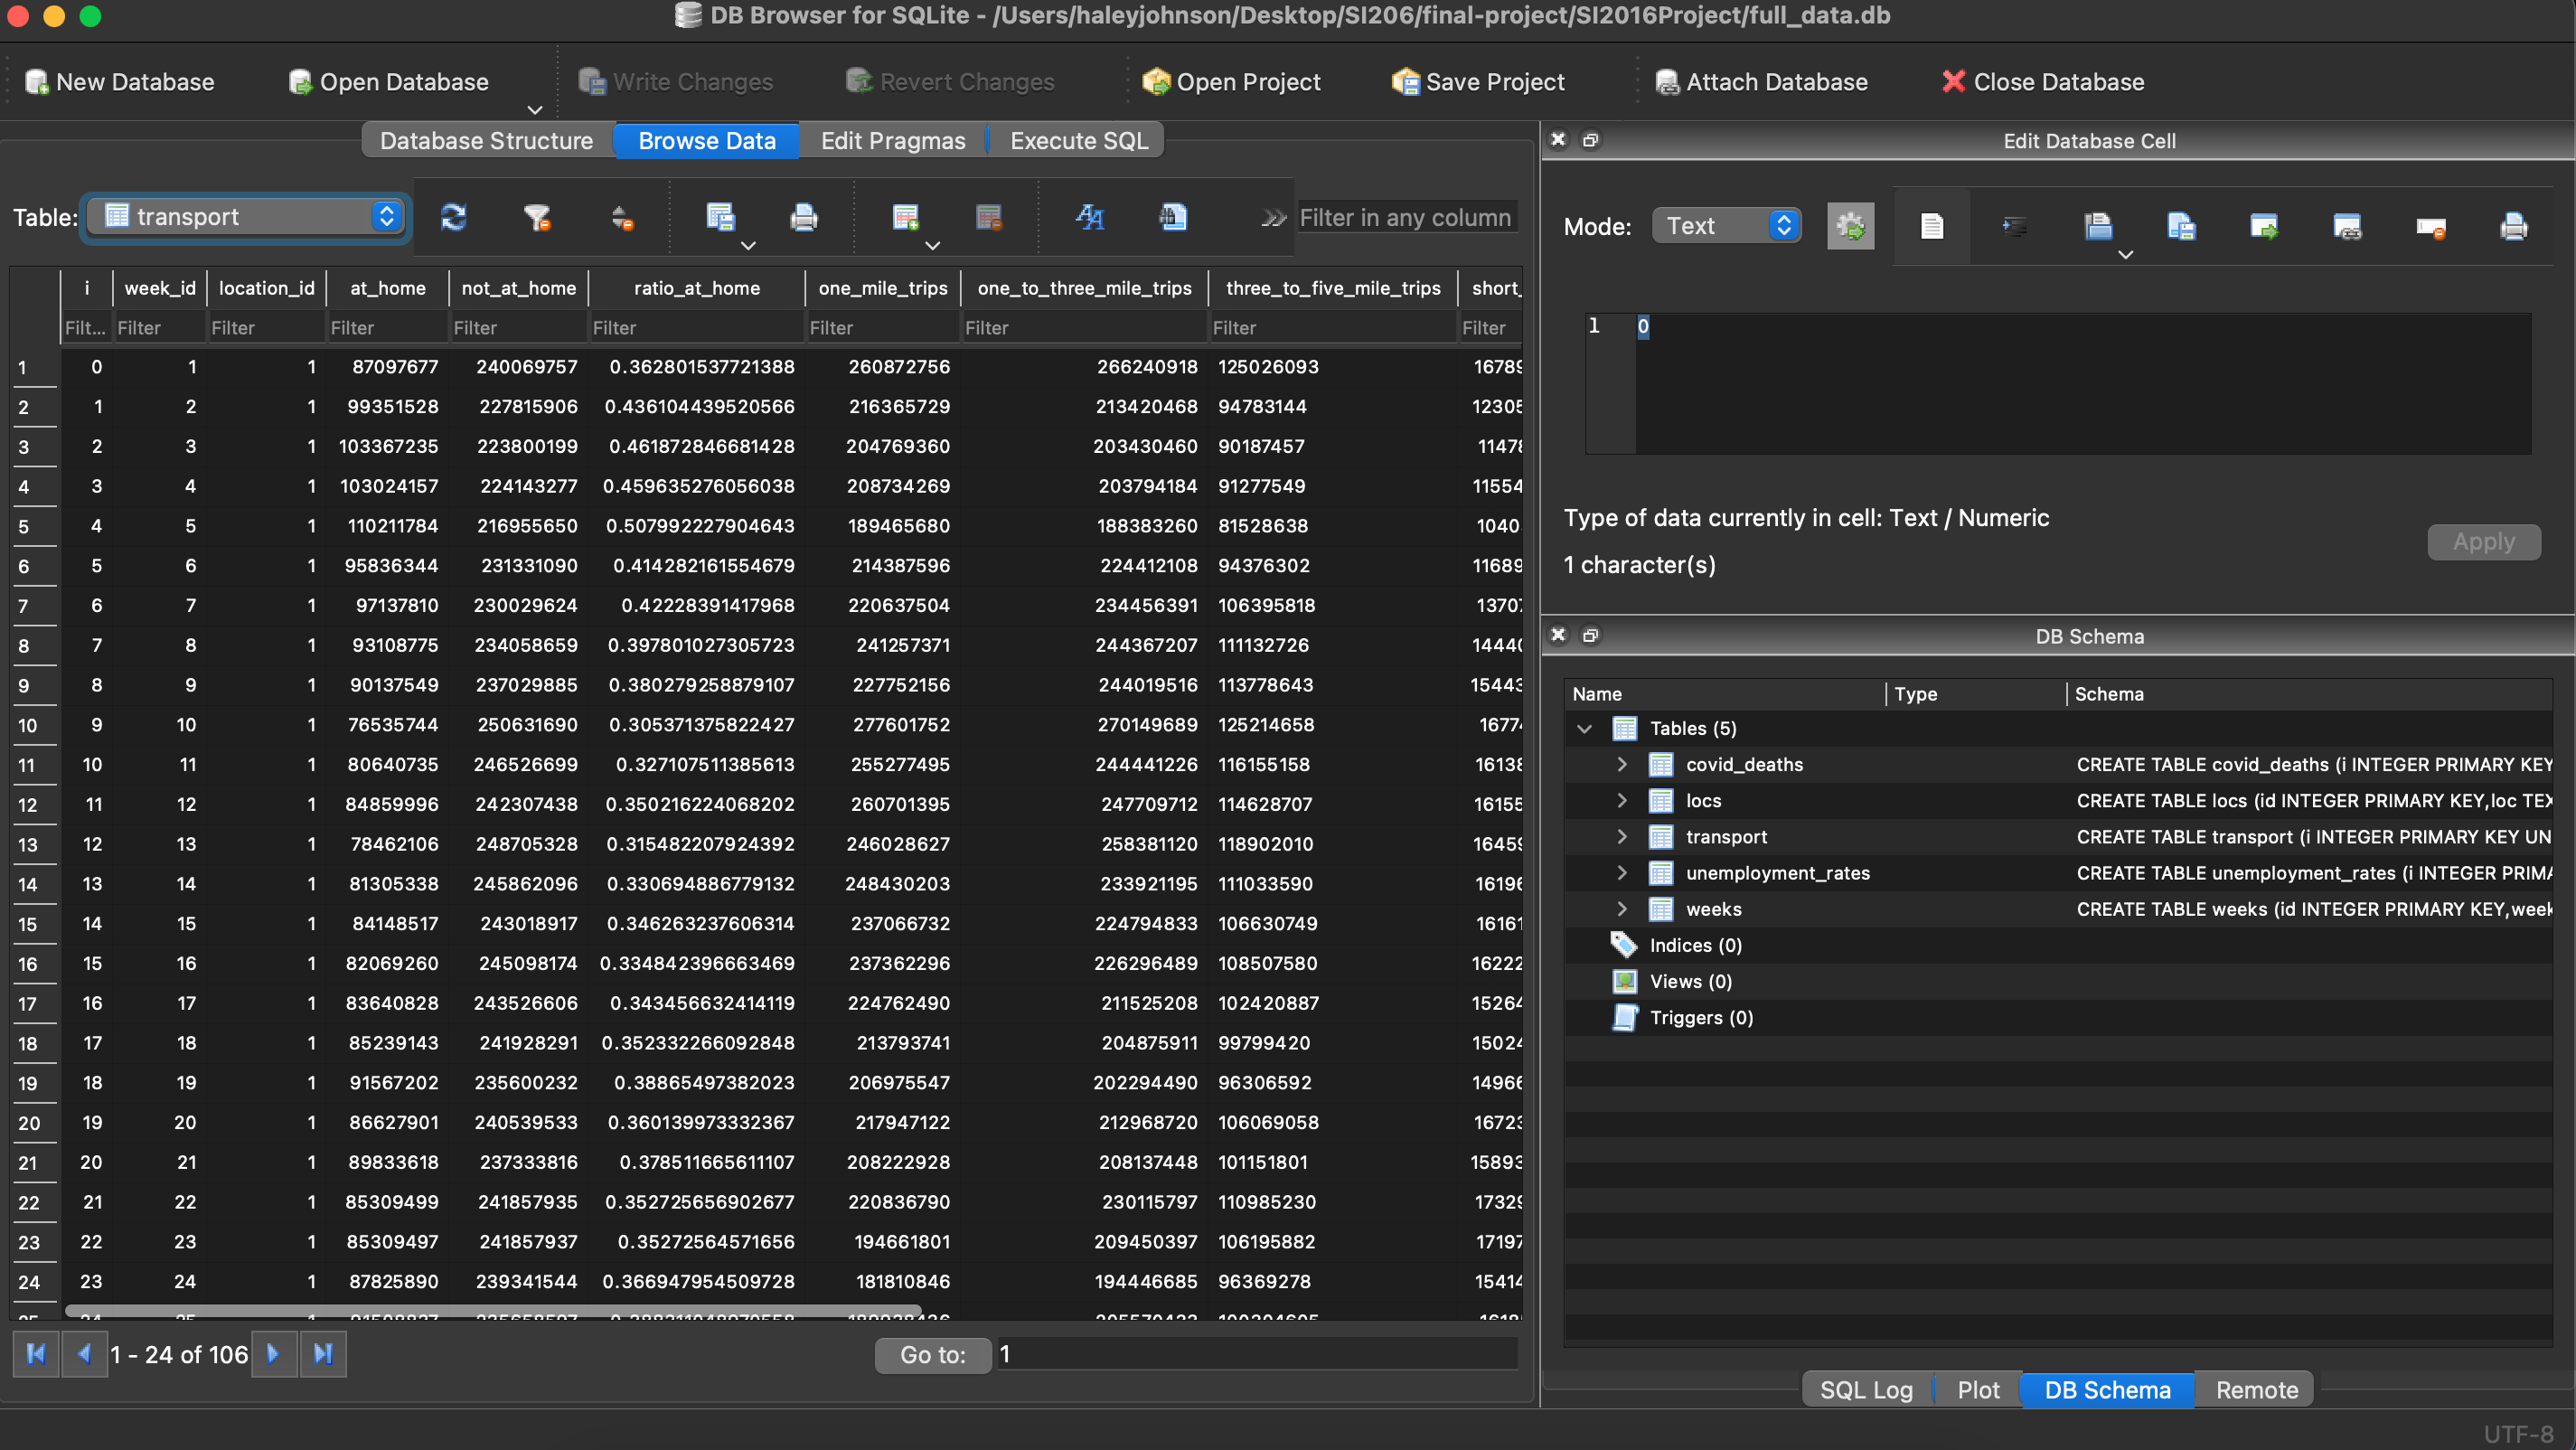 DB Browser for SQLite - /Users/haleyjohnson/Desktop/SI206/final-project/SI2016Project/full_data.db
New Database Open Database Write Changes Revert Changes Open Project Save Project Attach Database Close Database
Database Structure Browse Data Edit Pragmas Execute SQL
Table: transport Filter in any column
i week_id location_id at_home not_at_home ratio_at_home one_mile_trips one_to_three_mile_trips three_to_five_mile_trips short_
Filt... Filter Filter Filter Filter Filter Filter Filter Filter Filter
1 0 1 1 87097677 240069757 0.362801537721388 260872756 266240918 125026093 16789
2 1 2 1 99351528 227815906 0.436104439520566 216365729 213420468 94783144 12305
3 2 3 1 103367235 223800199 0.461872846681428 204769360 203430460 90187457 1147
4 3 4 1 103024157 224143277 0.459635276056038 208734269 203794184 91277549 11554
5 4 5 1 110211784 216955650 0.507992227904643 189465680 188383260 81528638 1040
6 5 6 1 95836344 231331090 0.414282161554679 214387596 224412108 94376302 11689
7 6 7 1 97137810 230029624 0.42228391417968 220637504 234456391 106395818 1370
8 7 8 1 93108775 234058659 0.397801027305723 241257371 244367207 111132726 1444
9 8 9 1 90137549 237029885 0.380279258879107 227752156 244019516 113778643 15443
10 9 10 1 76535744 250631690 0.305371375822427 277601752 270149689 125214658 1677
11 10 11 1 80640735 246526699 0.327107511385613 255277495 244441226 116155158 16138
12 11 12 1 84859996 242307438 0.350216224068202 260701395 247709712 114628707 16155
13 12 13 1 78462106 248705328 0.315482207924392 246028627 258381120 118902010 16459
14 13 14 1 81305338 245862096 0.330694886779132 248430203 233921195 111033590 16196
15 14 15 1 84148517 243018917 0.346263237606314 237066732 224794833 106630749 1616
16 15 16 1 82069260 245098174 0.334842396663469 237362296 226296489 108507580 16222
17 16 17 1 83640828 243526606 0.343456632414119 224762490 211525208 102420887 15264
18 17 18 1 85239143 241928291 0.352332266092848 213793741 204875911 99799420 15024
19 18 19 1 91567202 235600232 0.38865497382023 206975547 202294490 96306592 14966
20 19 20 1 86627901 240539533 0.360139973332367 217947122 212968720 106069058 16723
21 20 21 1 89833618 237333816 0.378511665611107 208222928 208137448 101151801 15893
22 21 22 1 85309499 241857935 0.352725656902677 220836790 230115797 110985230 17329
23 22 23 1 85309497 241857937 0.35272564571656 194661801 209450397 106195882 17197
24 23 24 1 87825890 239341544 0.366947954509728 181810846 194446685 96369278 15414
1 - 24 of 106 Go to: 1
Edit Database Cell
Mode: Text
1 0
Type of data currently in cell: Text / Numeric
1 character(s)
Apply
DB Schema
Name Type Schema
Tables (5)
covid_deaths CREATE TABLE covid_deaths (i INTEGER PRIMARY KEY
locs CREATE TABLE locs (id INTEGER PRIMARY KEY,loc TEX
transport CREATE TABLE transport (i INTEGER PRIMARY KEY UN
unemployment_rates CREATE TABLE unemployment_rates (i INTEGER PRIMA
weeks CREATE TABLE weeks (id INTEGER PRIMARY KEY,week
Indices (0)
Views (0)
Triggers (0)
SQL Log Plot DB Schema Remote
UTF-8